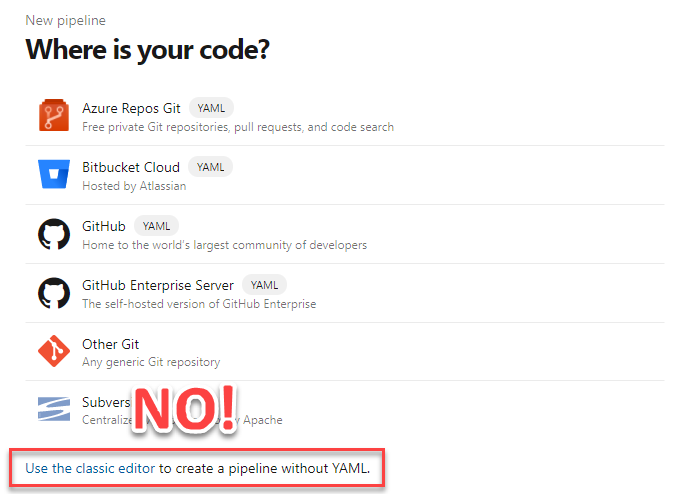 New pipeline
Where is your code?
Azure Repos Git YAML
Free private Git repositories, pull requests, and code search
Bitbucket Cloud YAML
Hosted by Atlassian
GitHub YAML
Home to the world's largest community of developers
GitHub Enterprise Server YAML
The self-hosted version of GitHub Enterprise
Other Git
Any generic Git repository
Subvers
NO!
Centralize by Apache
Use the classic editor to create a pipeline without YAML.